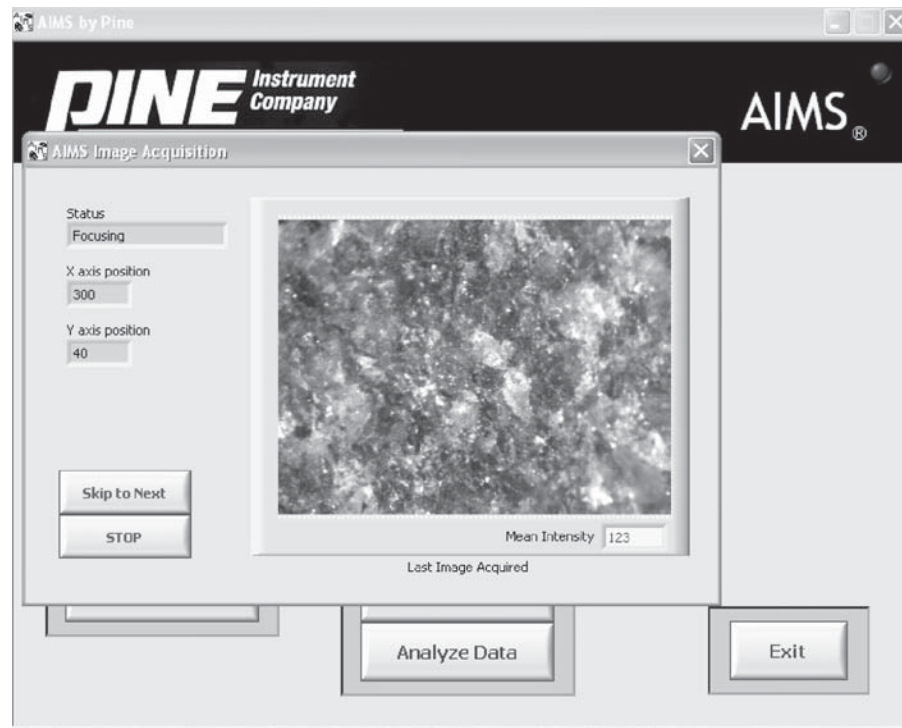 AIMS by Pine
PINE Instrument Company
AIMS®
AIMS Image Acquisition
Status
Focusing
X axis position
300
Y axis position
40
Skip to Next
STOP
Mean Intensity 123
Last Image Acquired
Analyze Data
Exit